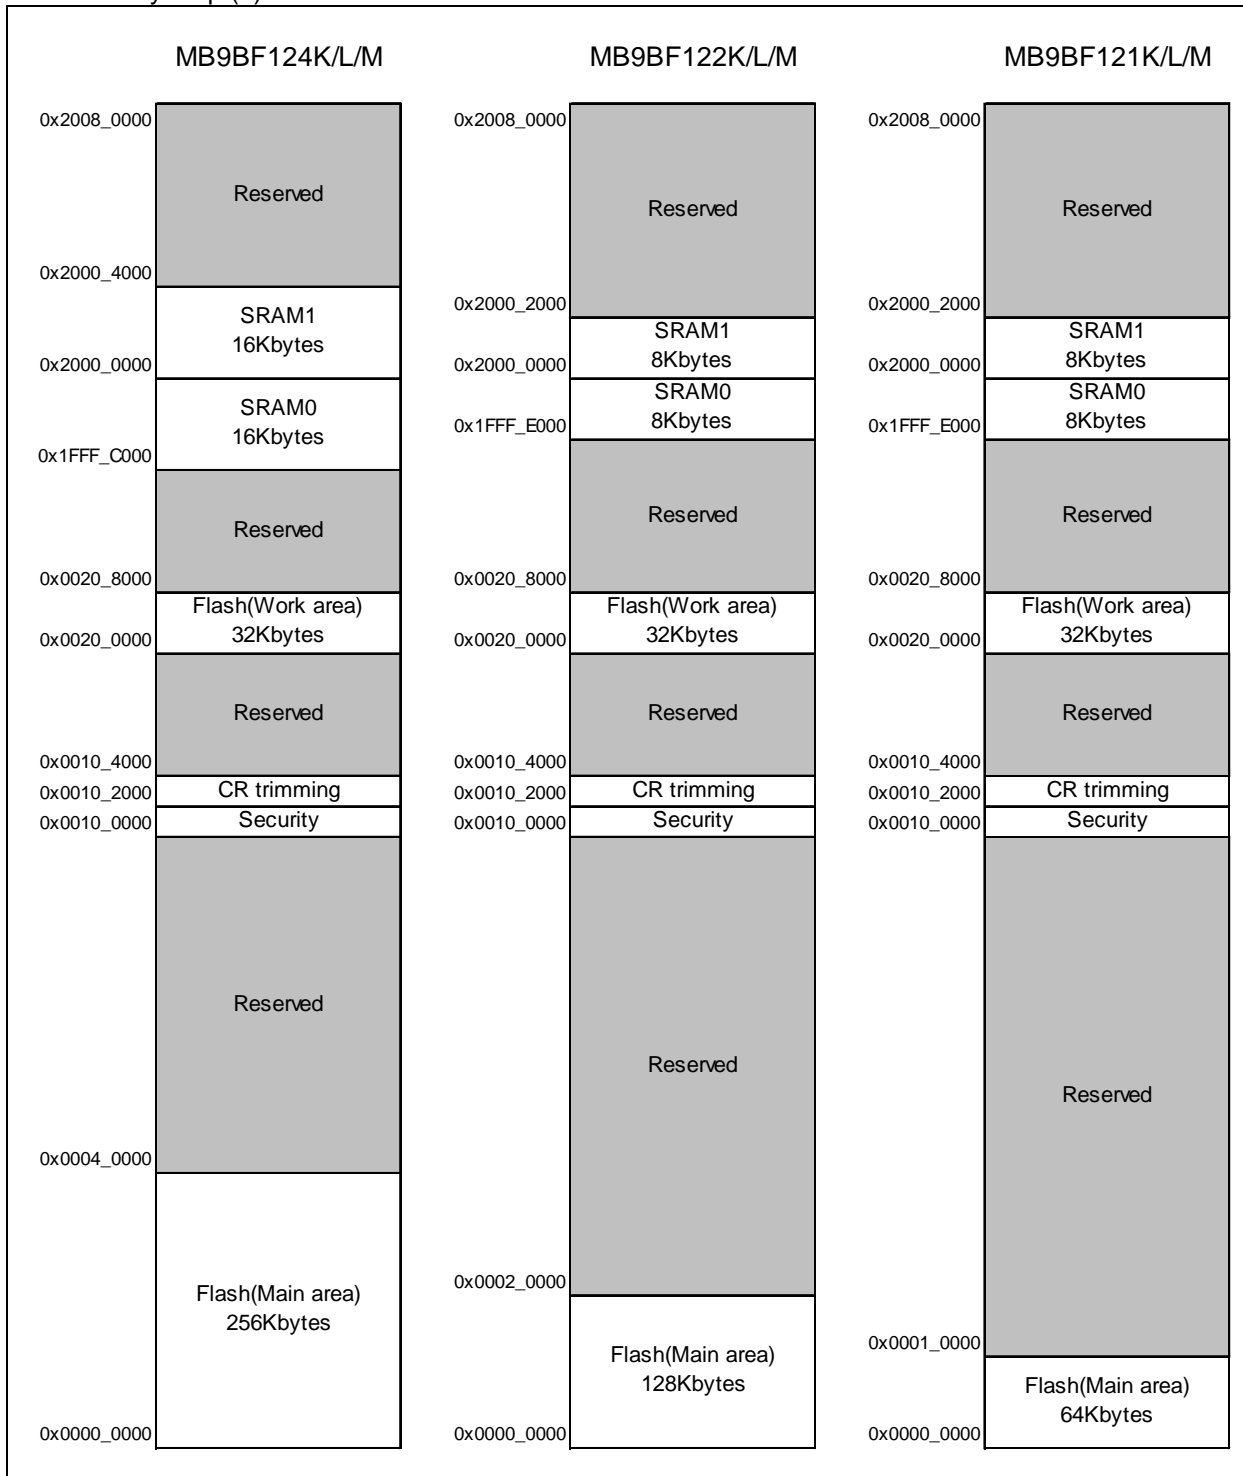 MB9BF124K/L/M
0x2008_0000
Reserved
0x2000_4000
SRAM1
16Kbytes
0x2000_0000
SRAM0
16Kbytes
0x1FFF_C000
Reserved
0x0020_8000
Flash(Work area)
32Kbytes
0x0020_0000
Reserved
0x0010_4000
CR trimming
0x0010_2000
Security
0x0010_0000
Reserved
0x0004_0000
Flash(Main area)
256Kbytes
0x0000_0000
MB9BF122K/L/M
0x2008_0000
Reserved
0x2000_2000
SRAM1
8Kbytes
0x2000_0000
SRAM0
8Kbytes
0x1FFF_E000
Reserved
0x0020_8000
Flash(Work area)
32Kbytes
0x0020_0000
Reserved
0x0010_4000
CR trimming
0x0010_2000
Security
0x0010_0000
Reserved
0x0002_0000
Flash(Main area)
128Kbytes
0x0000_0000
MB9BF121K/L/M
0x2008_0000
Reserved
0x2000_2000
SRAM1
8Kbytes
0x2000_0000
SRAM0
8Kbytes
0x1FFF_E000
Reserved
0x0020_8000
Flash(Work area)
32Kbytes
0x0020_0000
Reserved
0x0010_4000
CR trimming
0x0010_2000
Security
0x0010_0000
Reserved
0x0001_0000
Flash(Main area)
64Kbytes
0x0000_0000